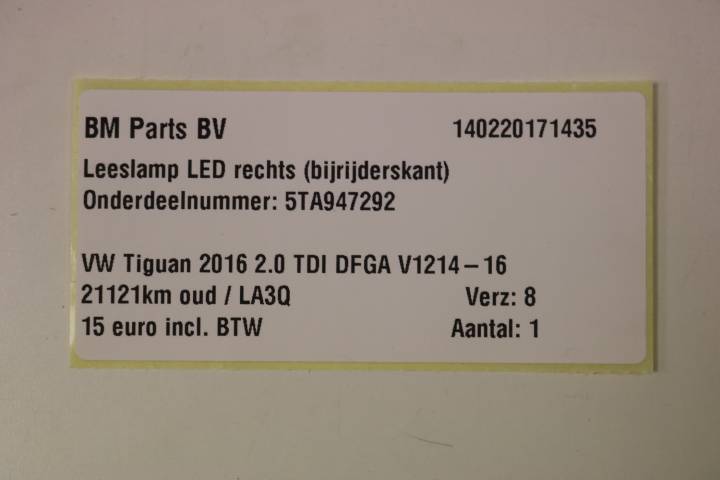 BM Parts BV 140220171435
Leeslamp LED rechts (bijrijderskant)
Onderdeelnummer: 5TA947292
VW Tiguan 2016 2.0 TDI DFGA V1214–16
21121km oud / LA3Q Verz: 8
15 euro incl. BTW Aantal: 1